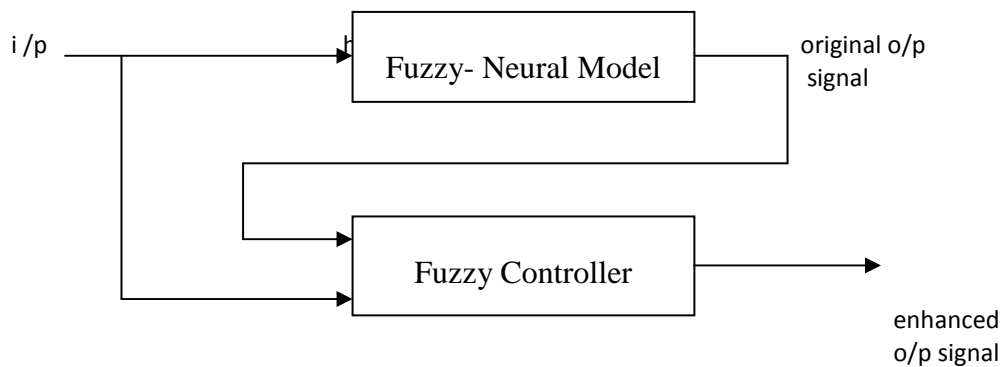 i /p
Fuzzy- Neural Model
original o/p
signal
Fuzzy Controller
enhanced
o/p signal